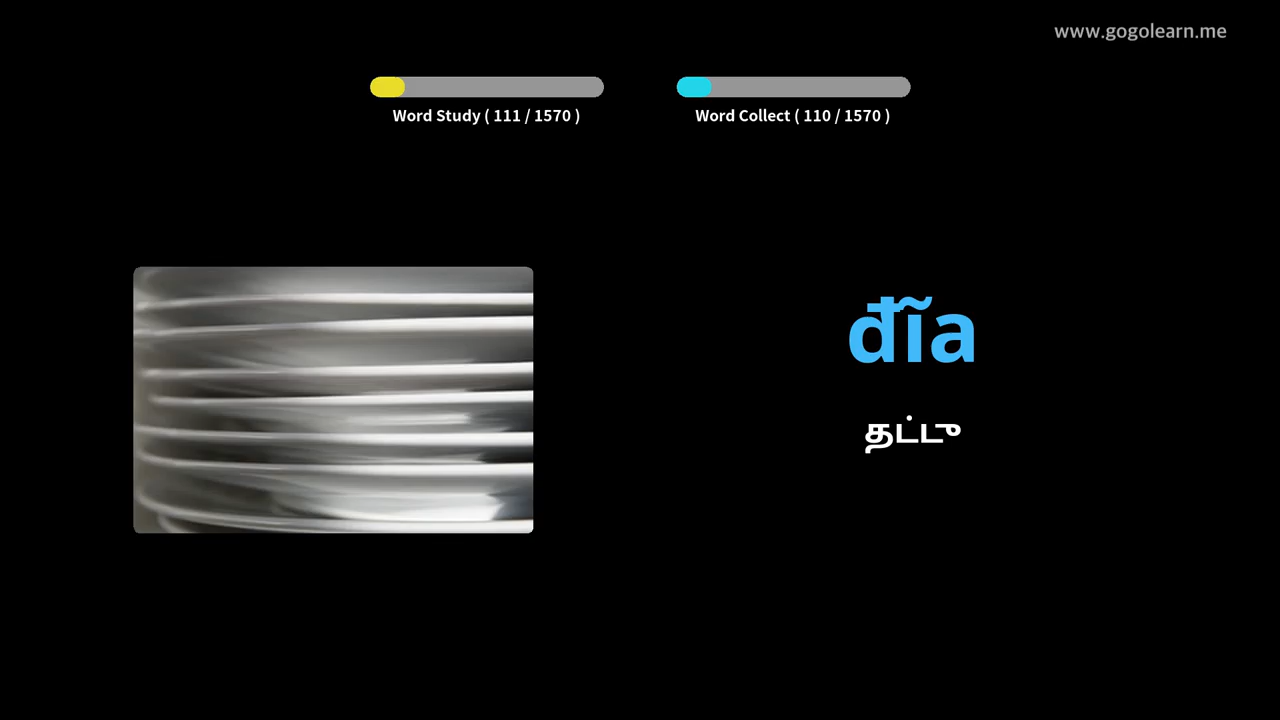 www.gogolearn.me
Word Study ( 111 / 1570 )
Word Collect ( 110 / 1570 )
đĩa
தட்டு